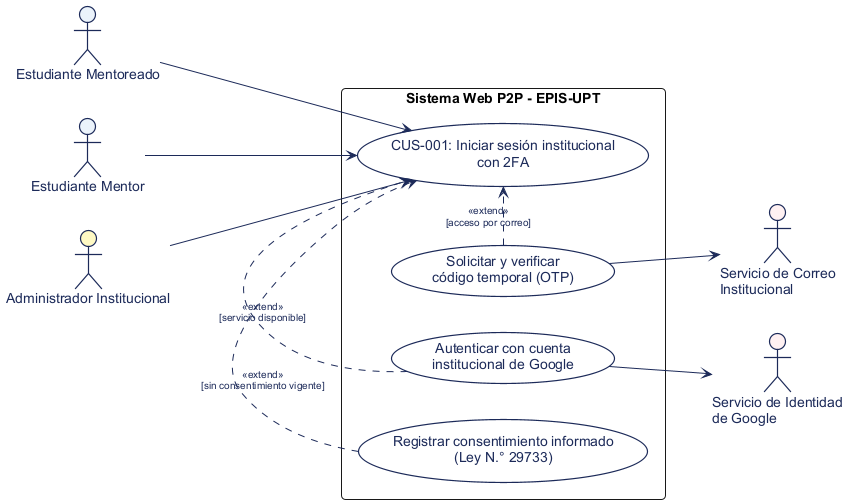 Estudiante Mentoreado
Estudiante Mentor
Administrador Institucional
Sistema Web P2P - EPIS-UPT
CUS-001: Iniciar sesión institucional
con 2FA
«extend»
[acceso por correo]
Solicitar y verificar
código temporal (OTP)
«extend»
[servicio disponible]
Autenticar con cuenta
institucional de Google
«extend»
[sin consentimiento vigente]
Registrar consentimiento informado
(Ley N.° 29733)
Servicio de Correo
Institucional
Servicio de Identidad
de Google